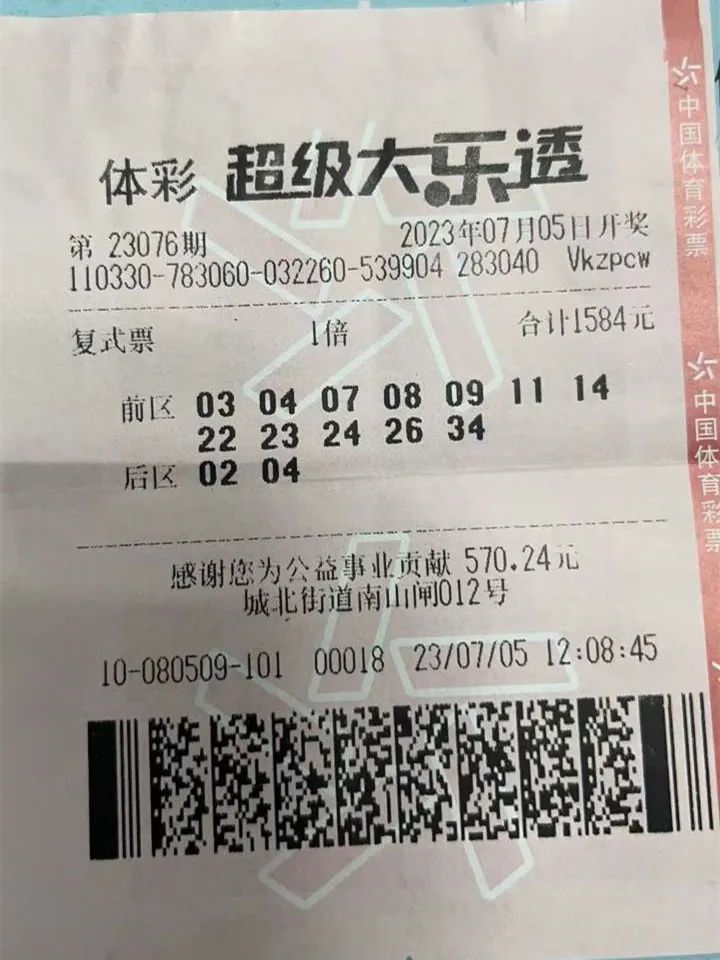 体彩 超级大乐透
第 23076期 2023年07月05日开奖
110330-783060-032260-539904 283040 Vkzpcw
复式票 1倍 合计1584元
前区 03 04 07 08 09 11 14
22 23 24 26 34
后区 02 04
感谢您为公益事业贡献 570.24元
城北街道南山闸012号
10-080509-101 00018 23/07/05 12:08:45
中国体育彩票
中国体育彩票